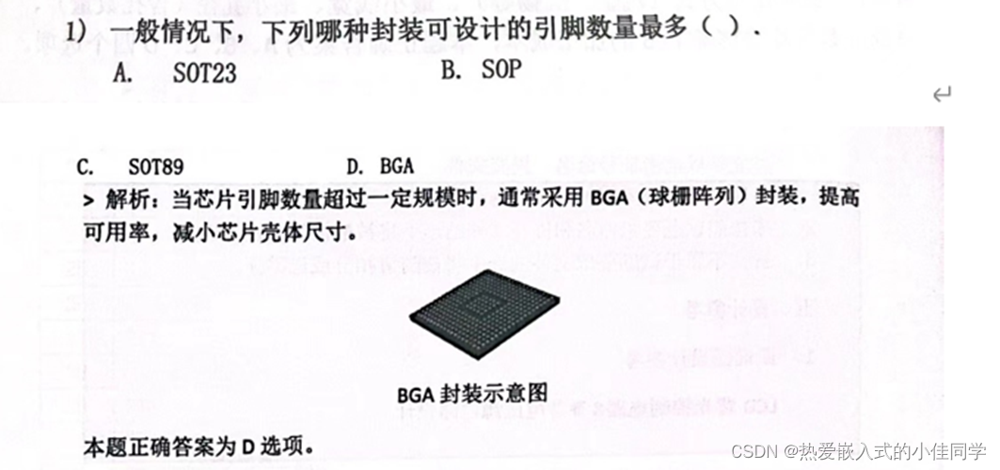 1) 一般情况下，下列哪种封装可设计的引脚数量最多（ ）.
A. SOT23 B. SOP
C. SOT89 D. BGA
> 解析：当芯片引脚数量超过一定规模时，通常采用 BGA（球栅阵列）封装，提高
可用率，减小芯片壳体尺寸。
BGA 封装示意图
本题正确答案为 D 选项。
CSDN @热爱嵌入式的小佳同学